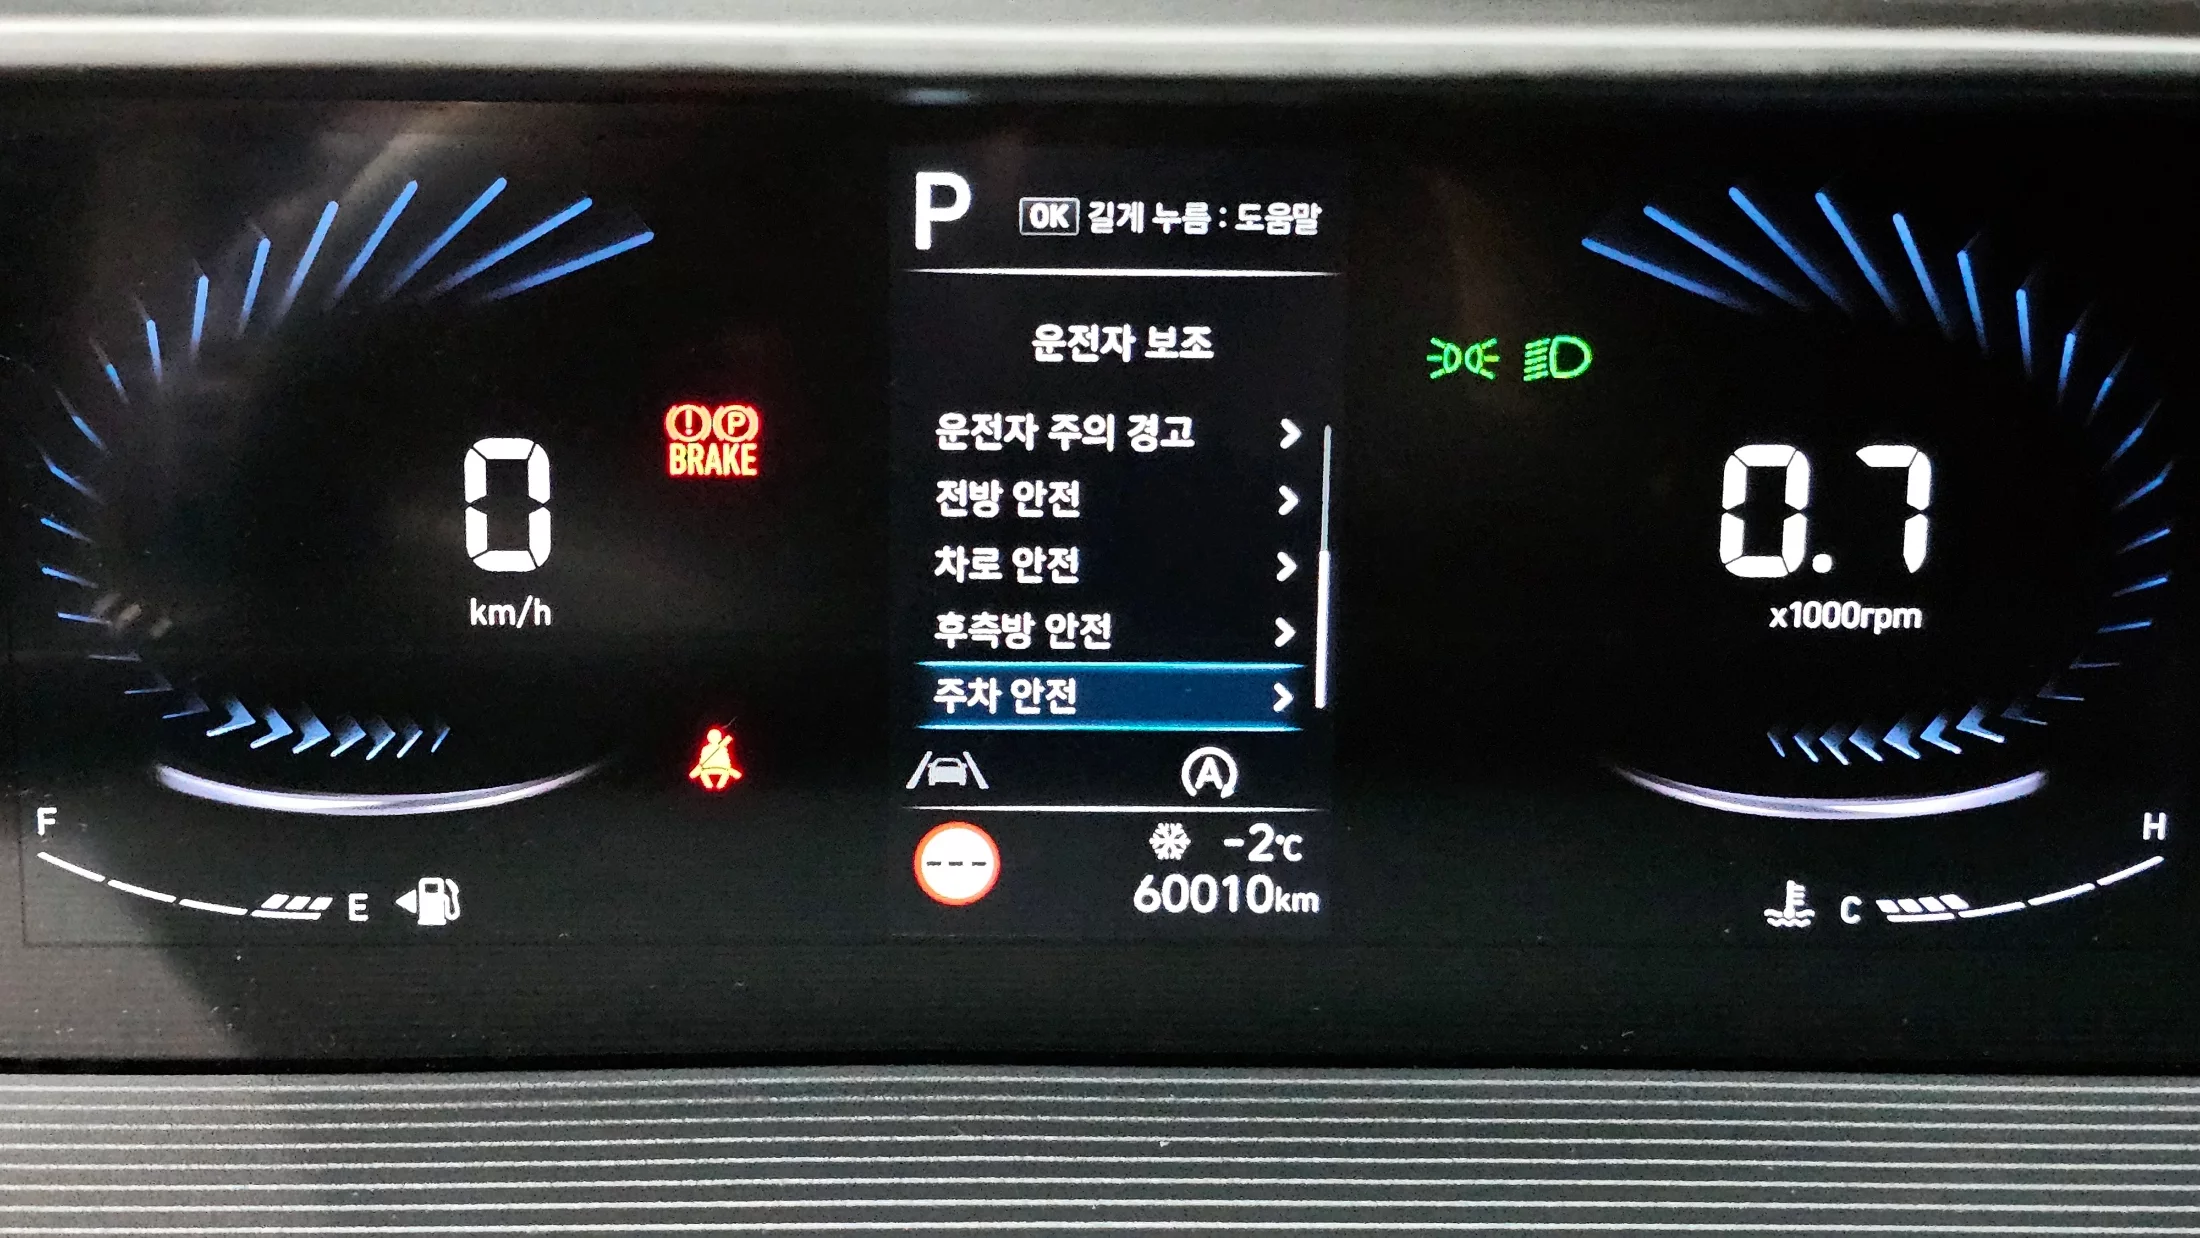 P
OK 길게 누름 : 도움말
운전자 보조
운전자 주의 경고
전방 안전
차로 안전
후측방 안전
주차 안전
0
km/h
P
BRAKE
0.7
x1000rpm
A
-2℃
60010km
F
E
H
C